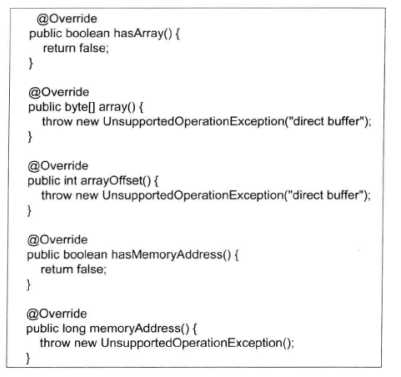 @Override
public boolean hasArray() {
return false;
}
@Override
public byte[] array() {
throw new UnsupportedOperationException("direct buffer");
}
@Override
public int arrayOffset() {
throw new UnsupportedOperationException("direct buffer");
}
@Override
public boolean hasMemoryAddress() {
return false;
}
@Override
public long memoryAddress() {
throw new UnsupportedOperationException();
}